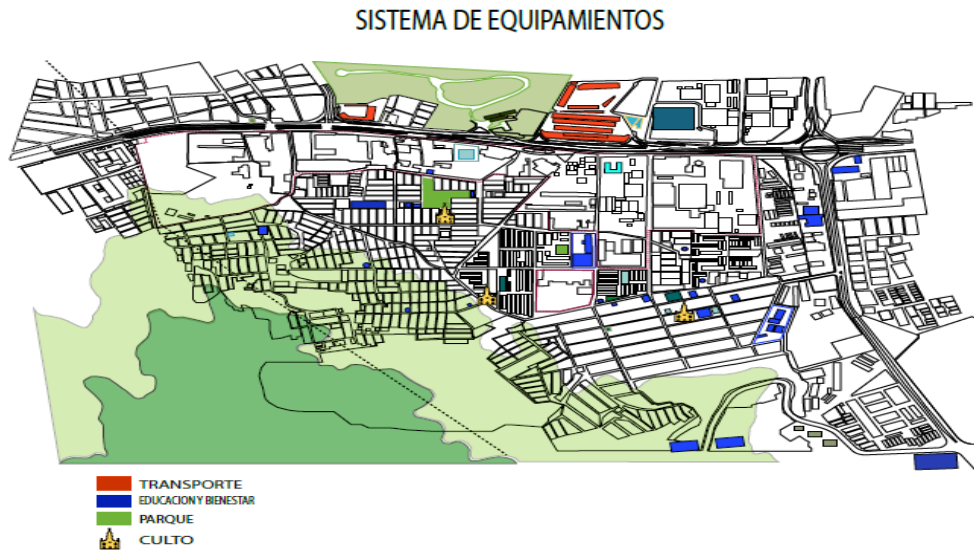 SISTEMA DE EQUIPAMIENTOS
TRANSPORTE
EDUCACION Y BIENESTAR
PARQUE
CULTO